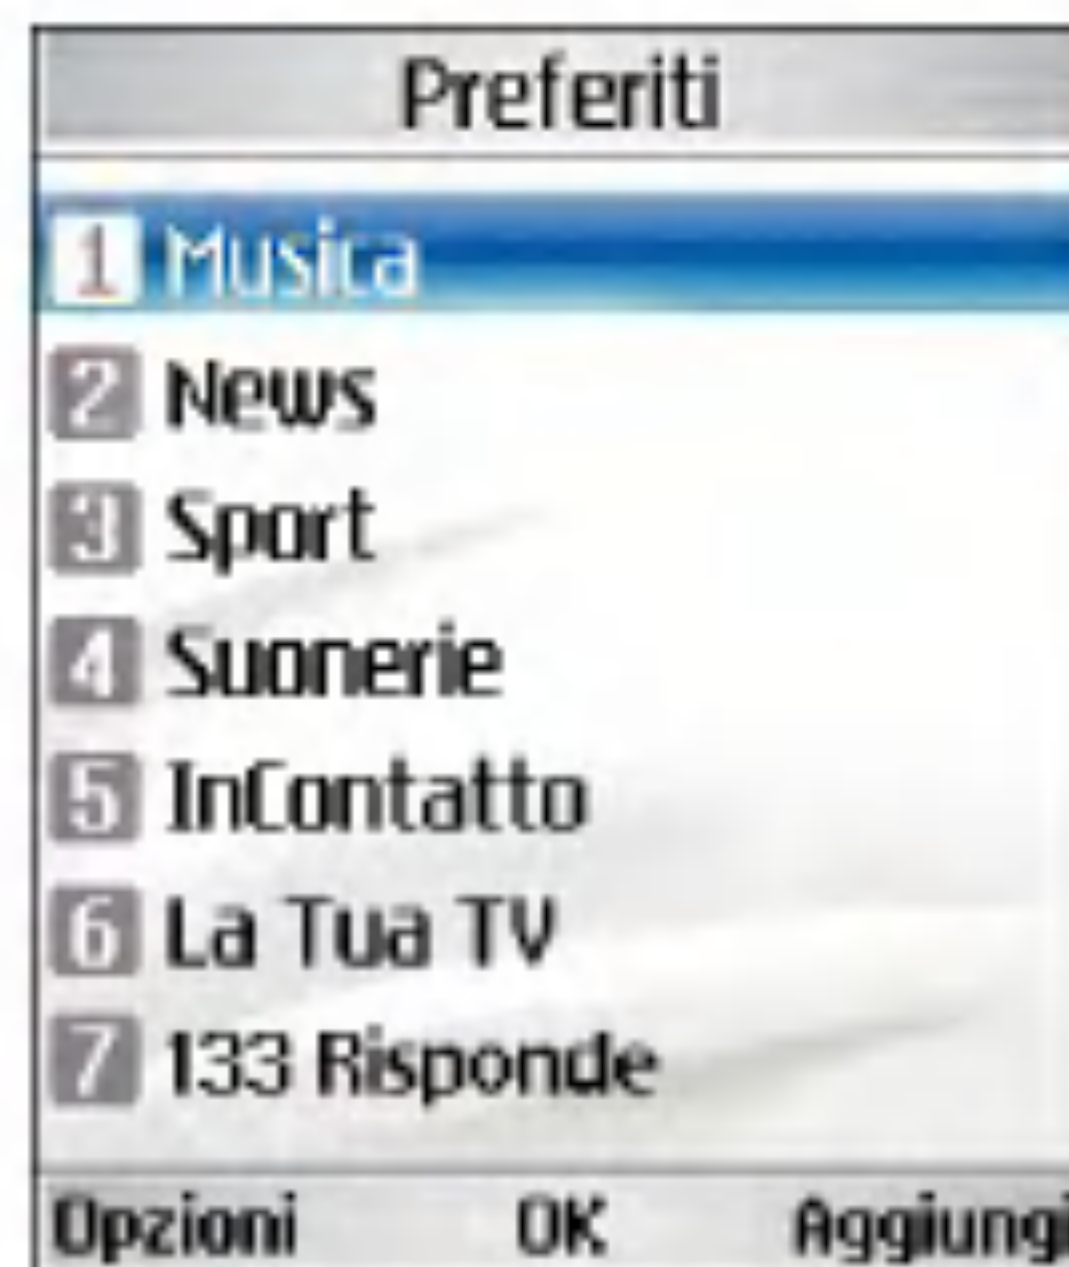 Preferiti
1 Musica
2 News
3 Sport
4 Suonerie
5 InContatto
6 La Tua TV
7 133 Risponde
Opzioni OK Aggiungi